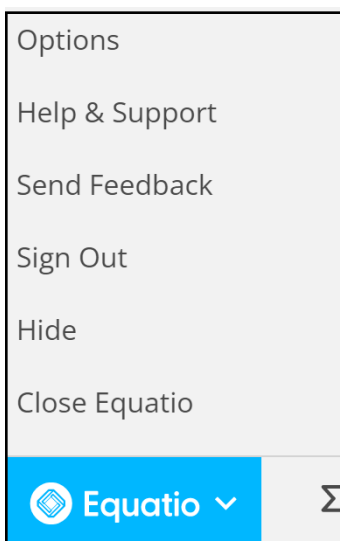 Options
Help & Support
Send Feedback
Sign Out
Hide
Close Equatio
Equatio Σ